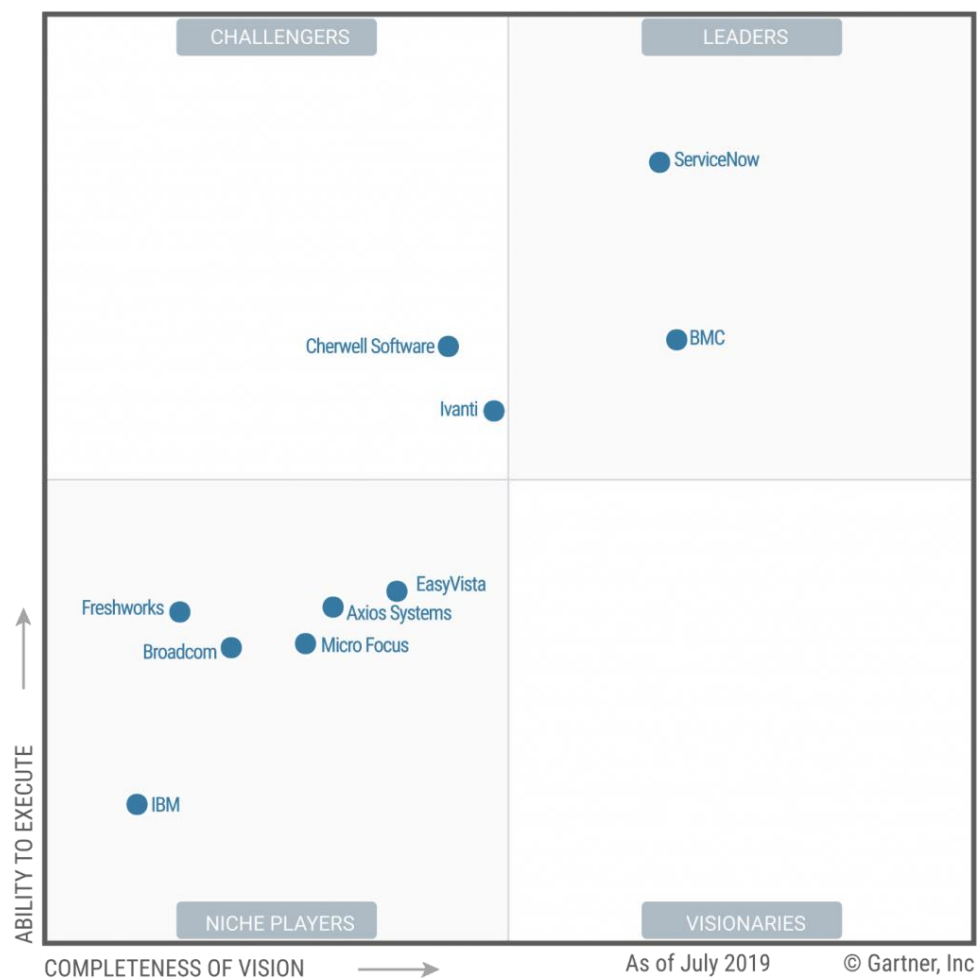 CHALLENGERS
LEADERS
ServiceNow
BMC
Cherwell Software
Ivanti
EasyVista
Freshworks
Axios Systems
Micro Focus
Broadcom
IBM
NICHE PLAYERS
VISIONARIES
ABILITY TO EXECUTE
COMPLETENESS OF VISION
As of July 2019
© Gartner, Inc